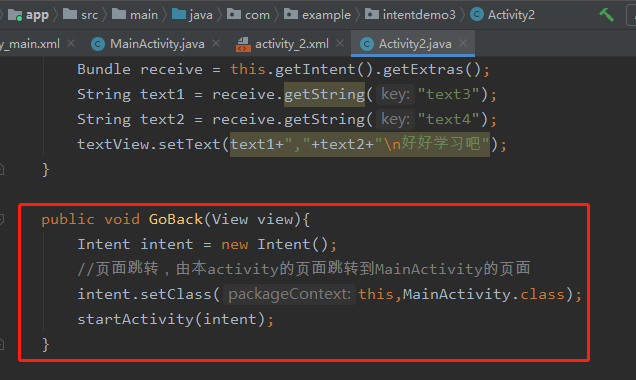 app src main java com example intentdemo3 Activity2
y_main.xml MainActivity.java activity_2.xml Activity2.java
Bundle receive = this.getIntent().getExtras();
String text1 = receive.getString( key: "text3");
String text2 = receive.getString( key: "text4");
textView.setText(text1+","+text2+"\n好好学习吧");
}
public void GoBack(View view){
Intent intent = new Intent();
//页面跳转，由本activity的页面跳转到MainActivity的页面
intent.setClass( packageContext: this,MainActivity.class);
startActivity(intent);
}